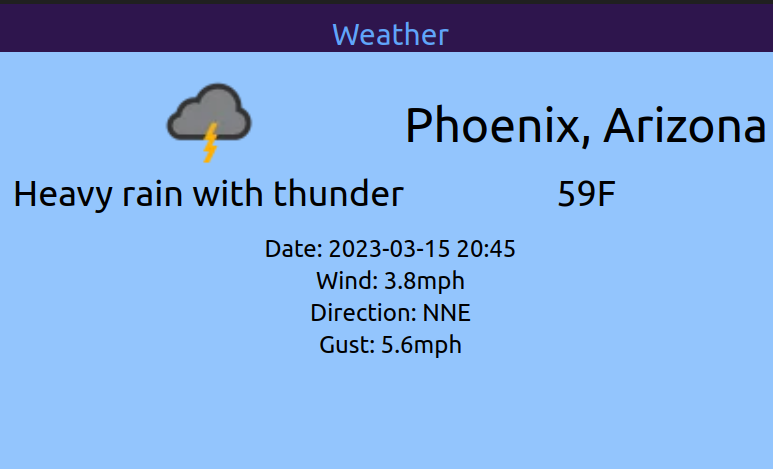 Weather
Phoenix, Arizona
Heavy rain with thunder
59F
Date: 2023-03-15 20:45
Wind: 3.8mph
Direction: NNE
Gust: 5.6mph